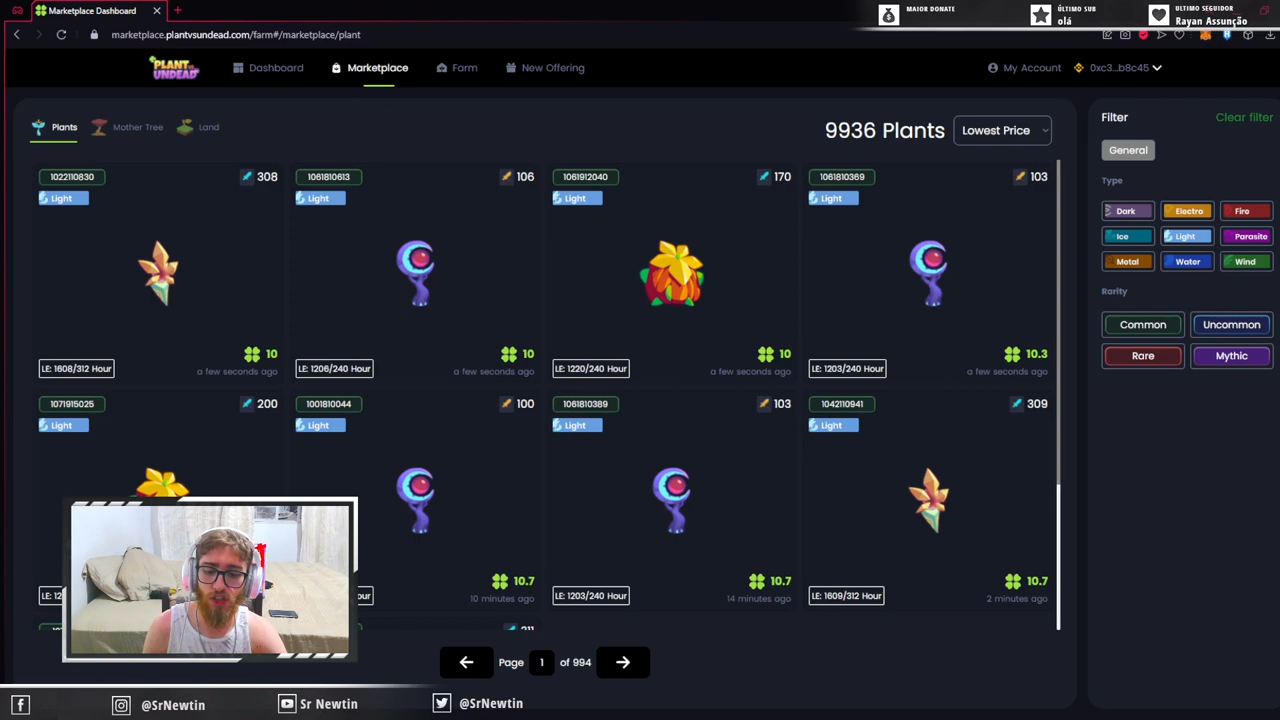 Marketplace Dashboard
MAIOR DONATE
ÚLTIMO SUB
olá
ÚLTIMO SEGUIDOR
Rayan Assunção
marketplace.plantvsundead.com/farm#/marketplace/plant
PLANT UNDEAD
Dashboard
Marketplace
Farm
New Offering
My Account
0xc3...b8c45
Plants
Mother Tree
Land
9936 Plants
Lowest Price
Filter
Clear filter
General
Type
Dark
Electro
Fire
Ice
Light
Parasite
Metal
Water
Wind
Rarity
Common
Uncommon
Rare
Mythic
1022110830
308
Light
10
LE: 1608/312 Hour
a few seconds ago
1061810613
106
Light
10
LE: 1206/240 Hour
a few seconds ago
1061912040
170
Light
10
LE: 1220/240 Hour
a few seconds ago
1061810369
103
Light
10.3
LE: 1203/240 Hour
a few seconds ago
1071915025
200
Light
1001810044
100
Light
10.7
10 minutes ago
1061810389
103
Light
10.7
LE: 1203/240 Hour
14 minutes ago
1042110941
309
Light
10.7
LE: 1609/312 Hour
2 minutes ago
Page 1 of 994
@SrNewtin
Sr Newtin
@SrNewtin